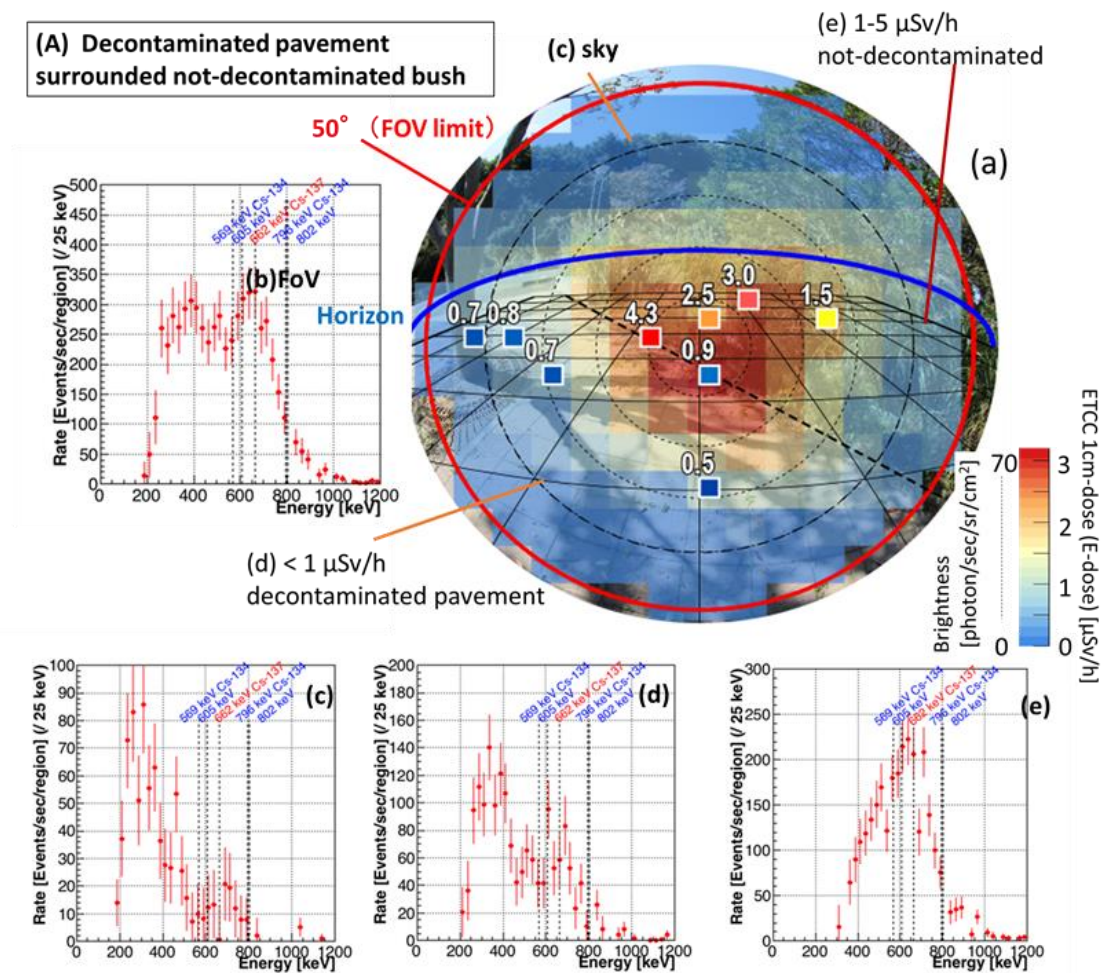 (A) Decontaminated pavement
surrounded not-decontaminated bush
(c) sky
(e) 1-5 μSv/h
not-decontaminated
50° （FOV limit）
(a)
500
450
400
350
300
250
200
150
100
50
0
Rate [Events/sec/region] (/ 25 keV)
569 keV Cs-134
605 keV
662 keV Cs-137
796 keV Cs-134
802 keV
(b)FoV
0 200 400 600 800 1000 1200
Energy [keV]
Horizon
3.0
2.5
1.5
4.3
0.7 0.8
0.7
0.9
0.5
(d) < 1 μSv/h
decontaminated pavement
70
0
Brightness
[photon/sec/sr/cm²]
3
2
1
0
ETCC 1cm-dose (E-dose) [μSv/h]
100
90
80
70
60
50
40
30
20
10
0
Rate [Events/sec/region] (/ 25 keV)
569 keV Cs-134
605 keV
662 keV Cs-137
796 keV Cs-134
802 keV
(c)
0 200 400 600 800 1000 1200
Energy [keV]
200
180
160
140
120
100
80
60
40
20
0
Rate [Events/sec/region] (/ 25 keV)
569 keV Cs-134
605 keV
662 keV Cs-137
796 keV Cs-134
802 keV
(d)
0 200 400 600 800 1000 1200
Energy [keV]
300
250
200
150
100
50
0
Rate [Events/sec/region] (/ 25 keV)
569 keV Cs-134
605 keV
662 keV Cs-137
796 keV Cs-134
802 keV
(e)
0 200 400 600 800 1000 1200
Energy [keV]